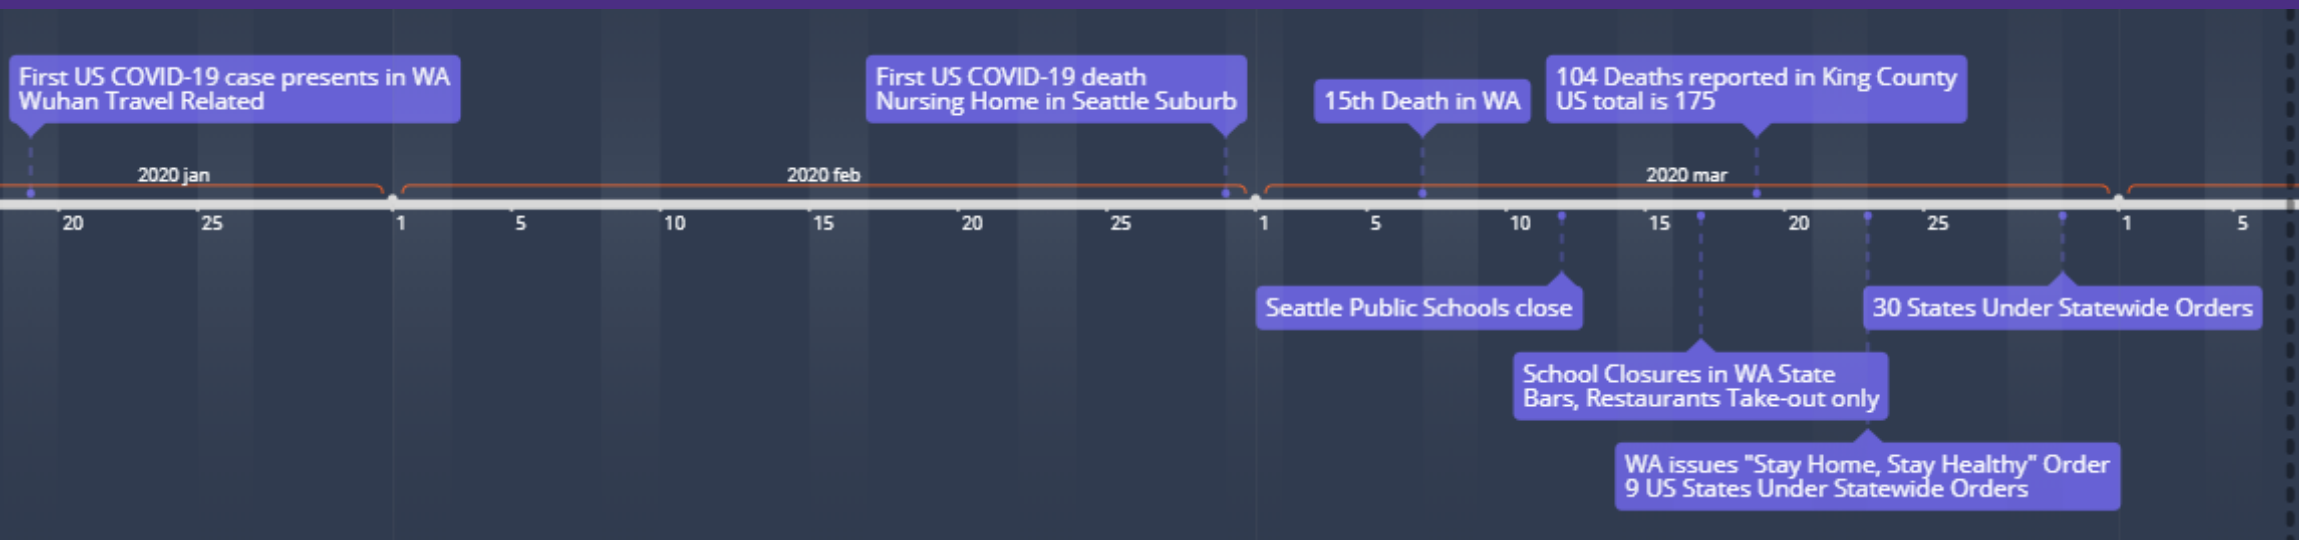 First US COVID-19 case presents in WA
Wuhan Travel Related
First US COVID-19 death
Nursing Home in Seattle Suburb
15th Death in WA
104 Deaths reported in King County
US total is 175
2020 jan
2020 feb
2020 mar
20 25 1 5 10 15 20 25 1 5 10 15 20 25 1 5
Seattle Public Schools close
30 States Under Statewide Orders
School Closures in WA State
Bars, Restaurants Take-out only
WA issues "Stay Home, Stay Healthy" Order
9 US States Under Statewide Orders